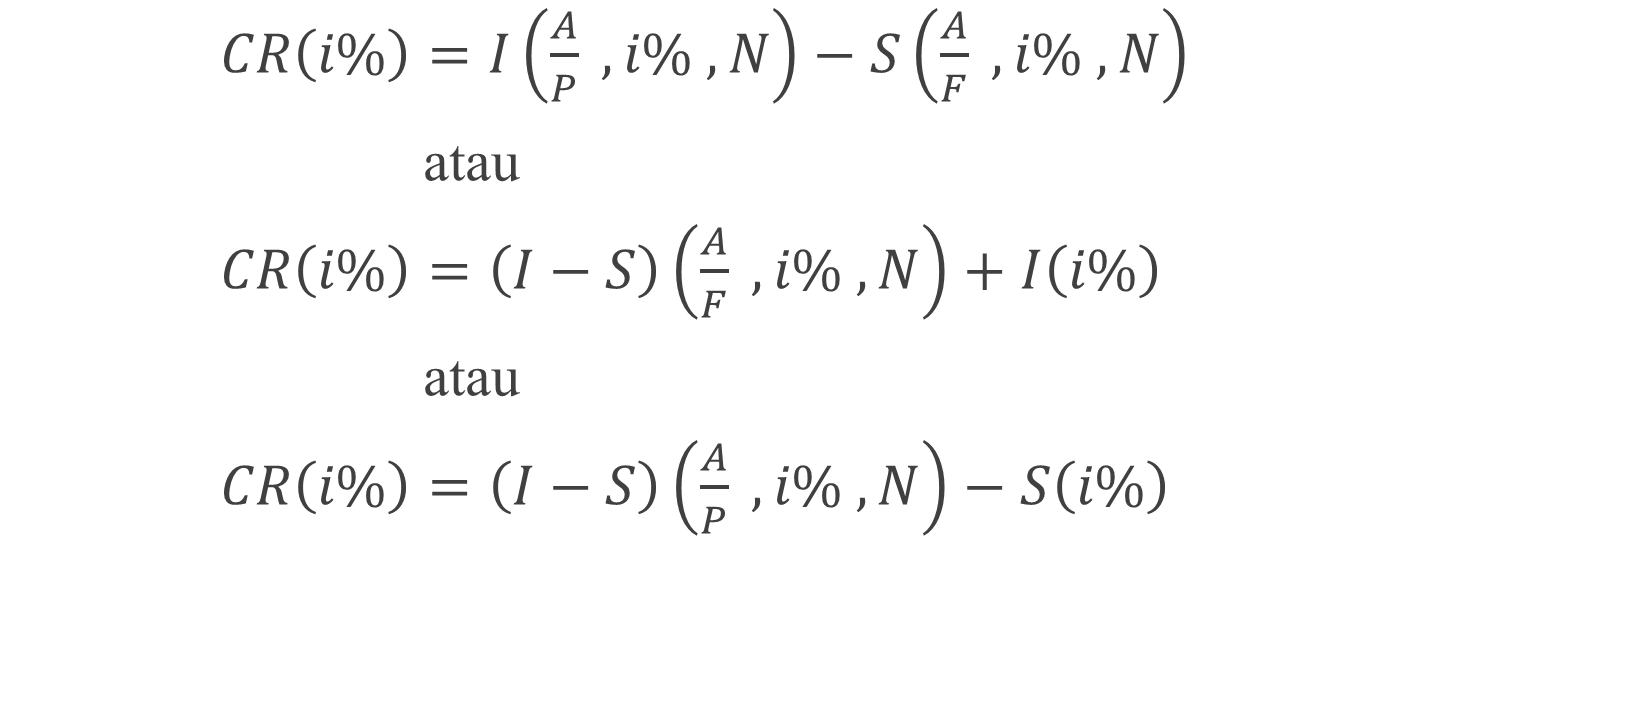 CR(i%) = I(A/P , i% , N) − S(A/F , i% , N)
atau
CR(i%) = (I − S)(A/F , i% , N) + I(i%)
atau
CR(i%) = (I − S)(A/P , i% , N) − S(i%)